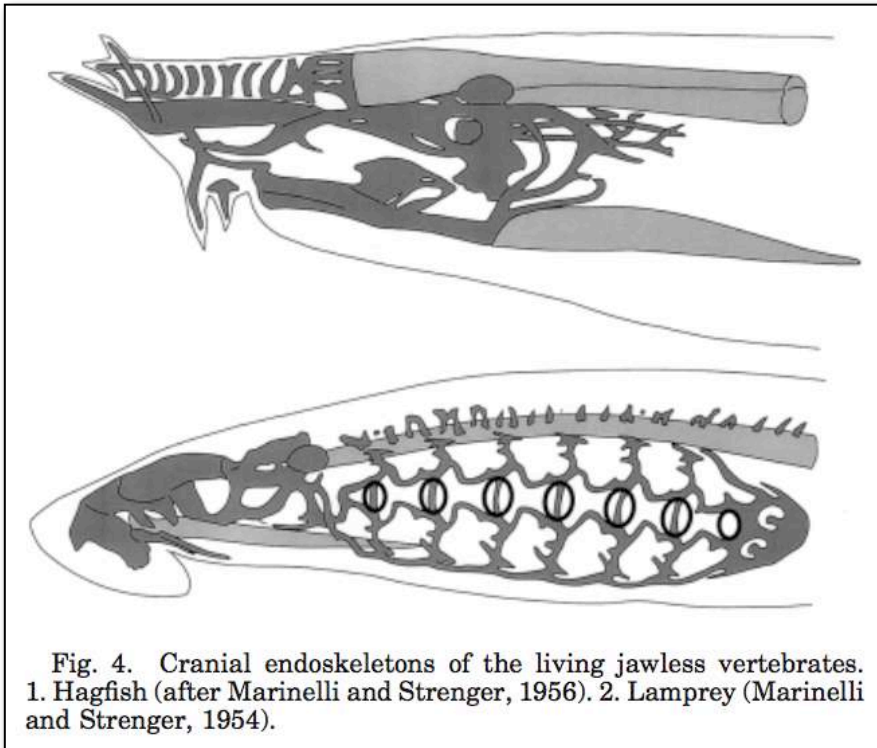 Fig. 4. Cranial endoskeletons of the living jawless vertebrates.
1. Hagfish (after Marinelli and Strenger, 1956). 2. Lamprey (Marinelli
and Strenger, 1954).